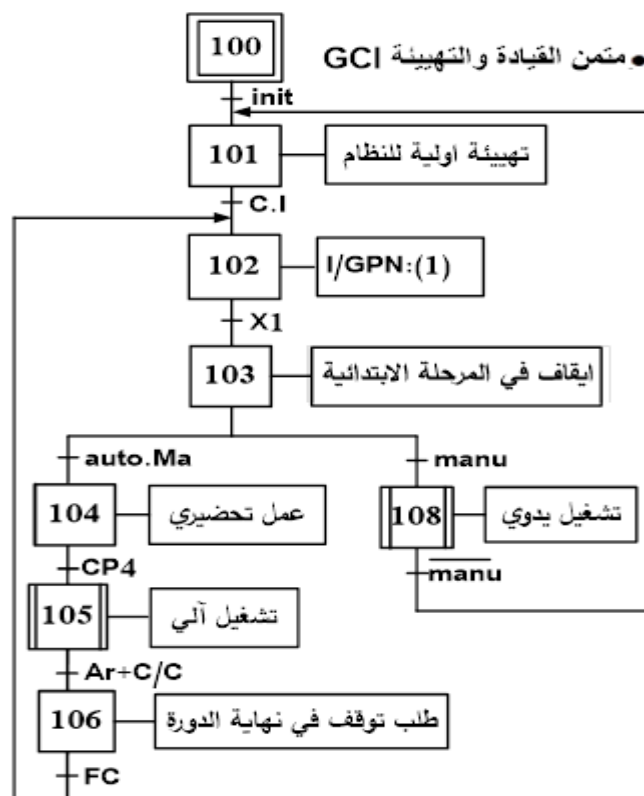 100
متمن القيادة والتهيئة GCI
init
101
تهيئة اولية للنظام
C.I
102
I/GPN:(1)
X1
103
ايقاف في المرحلة الابتدائية
auto.Ma
manu
104
عمل تحضيري
108
تشغيل يدوي
CP4
manu
105
تشغيل آلي
Ar+C/C
106
طلب توقف في نهاية الدورة
FC